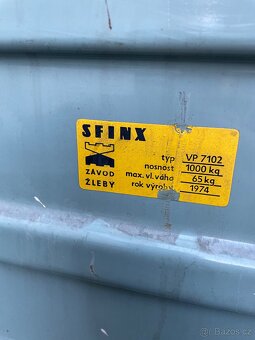 SFINX
ZÁVOD
ŽLEBY
typ VP 7102
nosnost 1000 kg
max. vl. váha 65 kg
rok výroby 1974
Bazos.cz